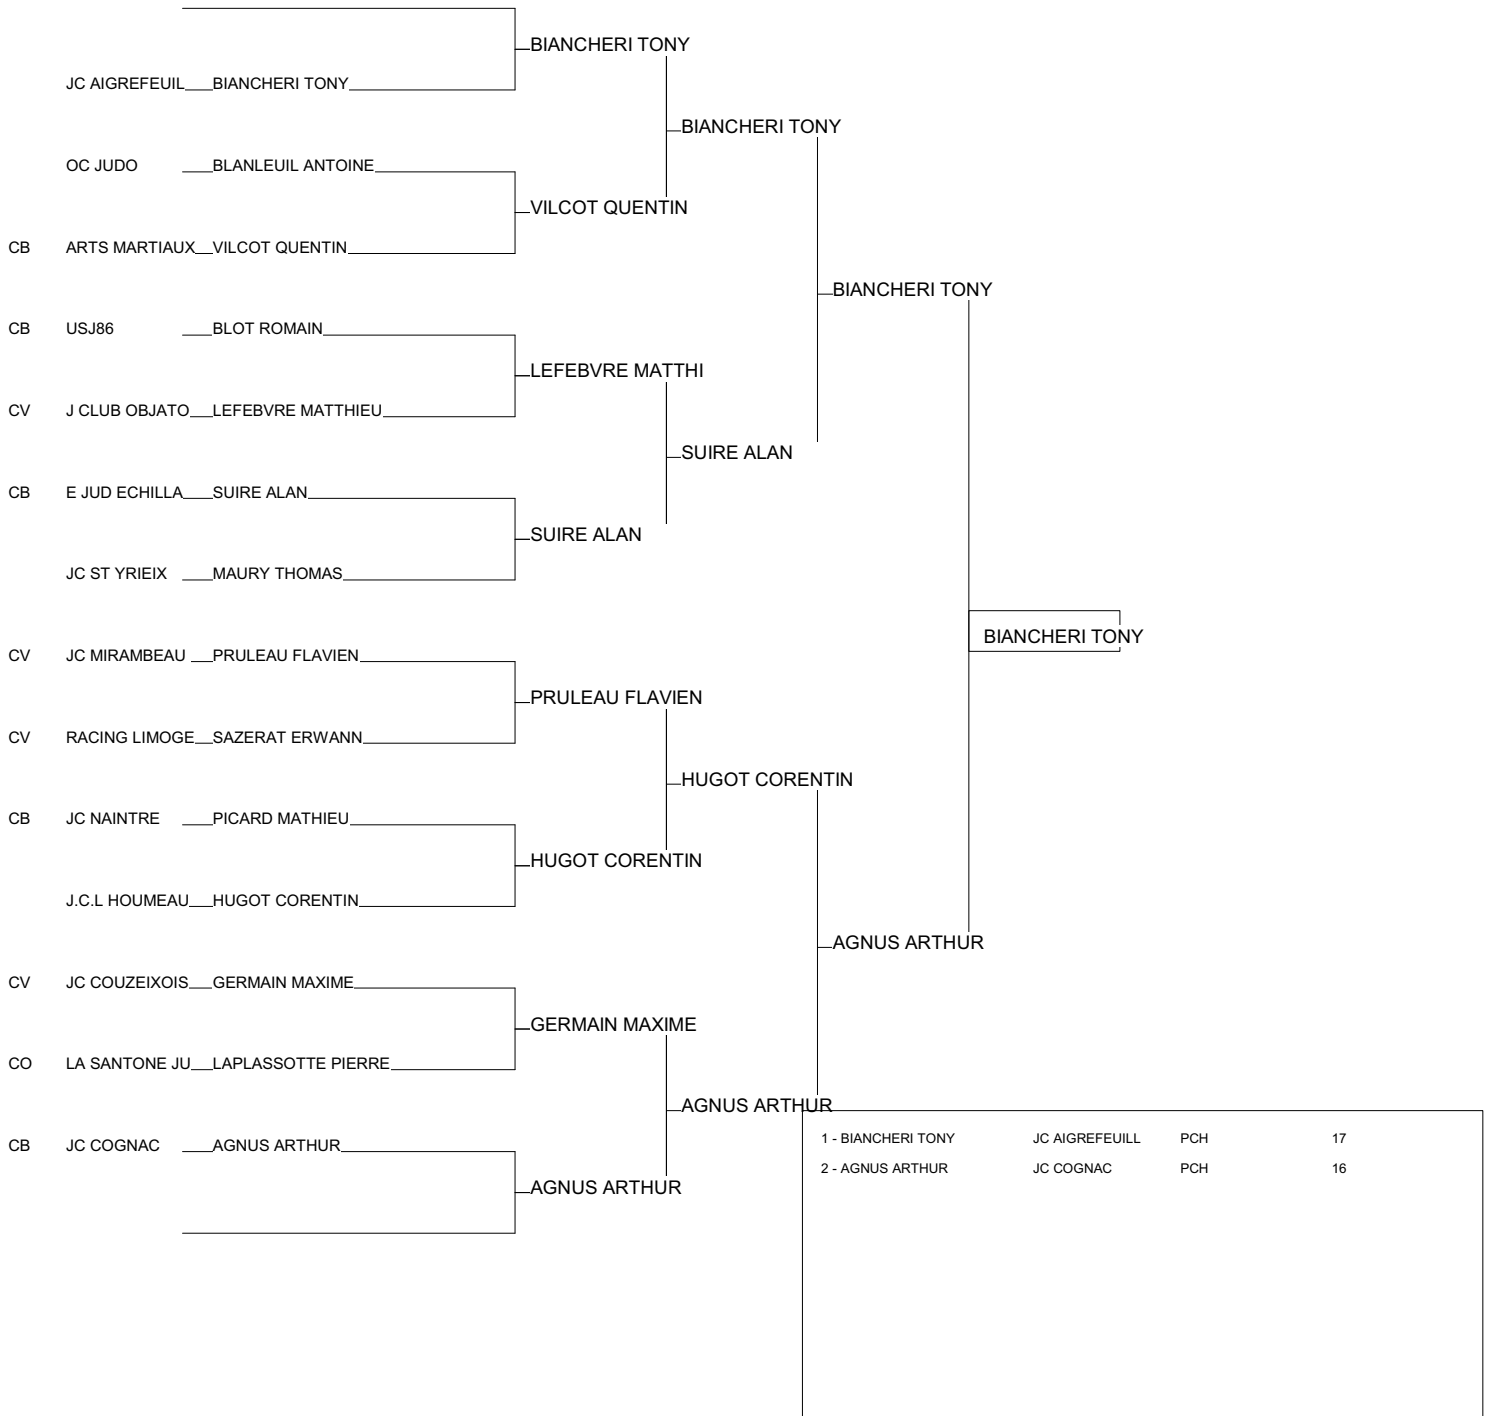 BIANCHERI TONY
JC AIGREFEUIL BIANCHERI TONY
BIANCHERI TONY
OC JUDO BLANLEUIL ANTOINE
VILCOT QUENTIN
CB ARTS MARTIAUX VILCOT QUENTIN
BIANCHERI TONY
CB USJ86 BLOT ROMAIN
LEFEBVRE MATTHI
CV J CLUB OBJATO LEFEBVRE MATTHIEU
SUIRE ALAN
CB E JUD ECHILLA SUIRE ALAN
SUIRE ALAN
JC ST YRIEIX MAURY THOMAS
BIANCHERI TONY
CV JC MIRAMBEAU PRULEAU FLAVIEN
PRULEAU FLAVIEN
CV RACING LIMOGE SAZERAT ERWANN
HUGOT CORENTIN
CB JC NAINTRE PICARD MATHIEU
HUGOT CORENTIN
J.C.L HOUMEAU HUGOT CORENTIN
AGNUS ARTHUR
CV JC COUZEIXOIS GERMAIN MAXIME
GERMAIN MAXIME
CO LA SANTONE JU LAPLASSOTTE PIERRE
AGNUS ARTHUR
CB JC COGNAC AGNUS ARTHUR
AGNUS ARTHUR
1 - BIANCHERI TONY JC AIGREFEUILL PCH 17
2 - AGNUS ARTHUR JC COGNAC PCH 16